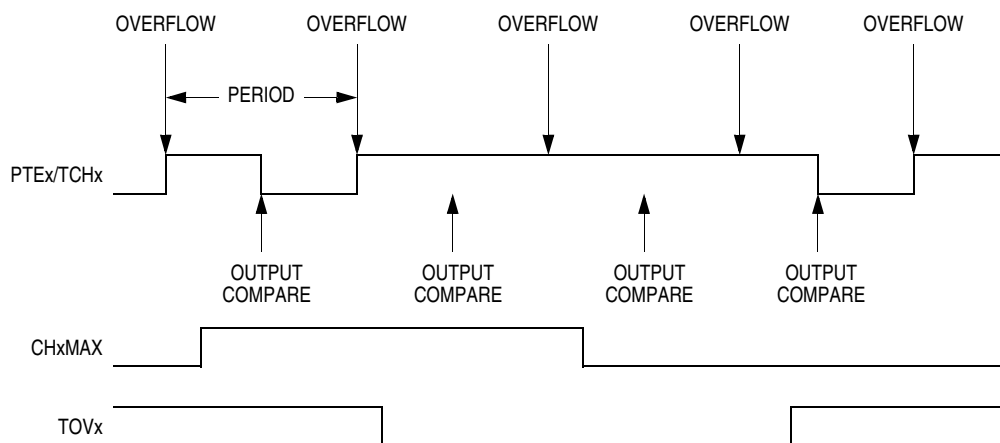 OVERFLOW OVERFLOW OVERFLOW OVERFLOW OVERFLOW
PERIOD
PTEx/TCHx
OUTPUT COMPARE
OUTPUT COMPARE
OUTPUT COMPARE
OUTPUT COMPARE
CHxMAX
TOVx